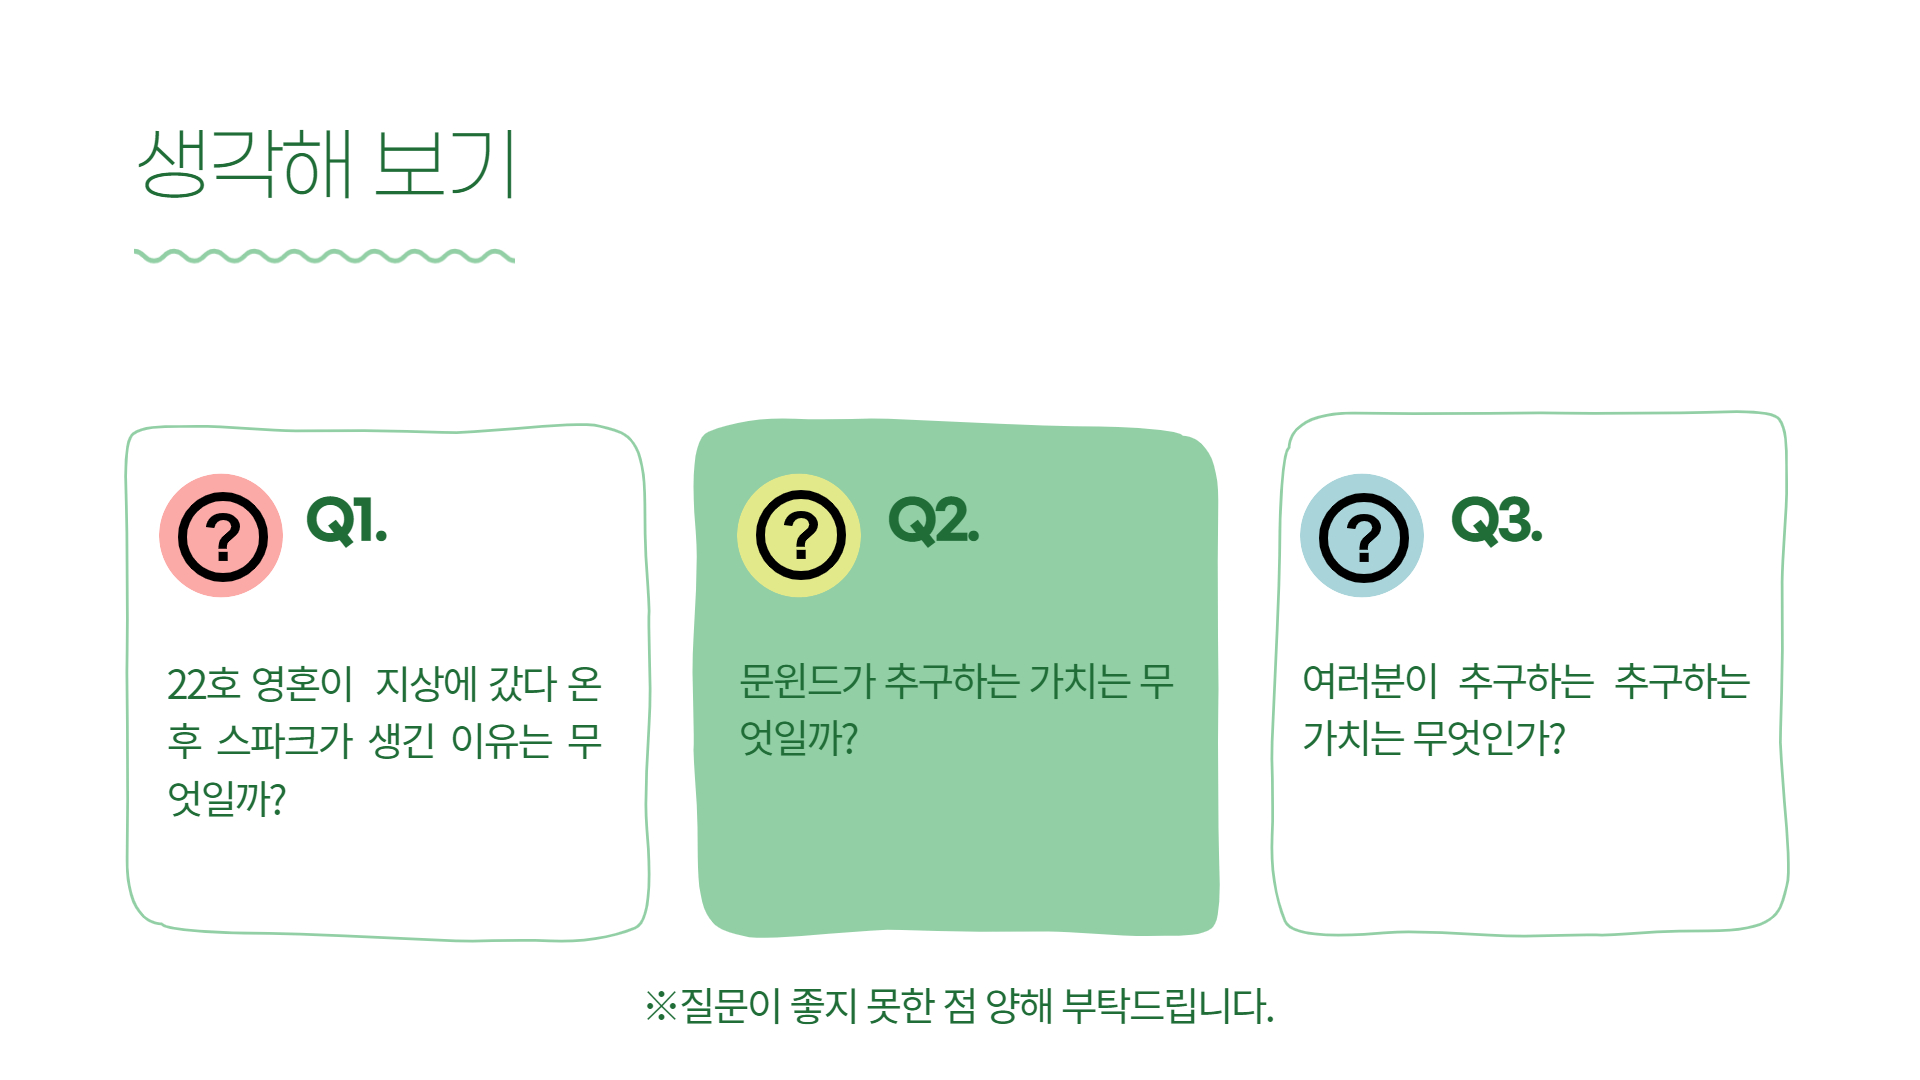 생각해 보기
Q1.
22호 영혼이 지상에 갔다 온
후 스파크가 생긴 이유는 무
엇일까?
Q2.
문윈드가 추구하는 가치는 무
엇일까?
Q3.
여러분이 추구하는 추구하는
가치는 무엇인가?
※질문이 좋지 못한 점 양해 부탁드립니다.